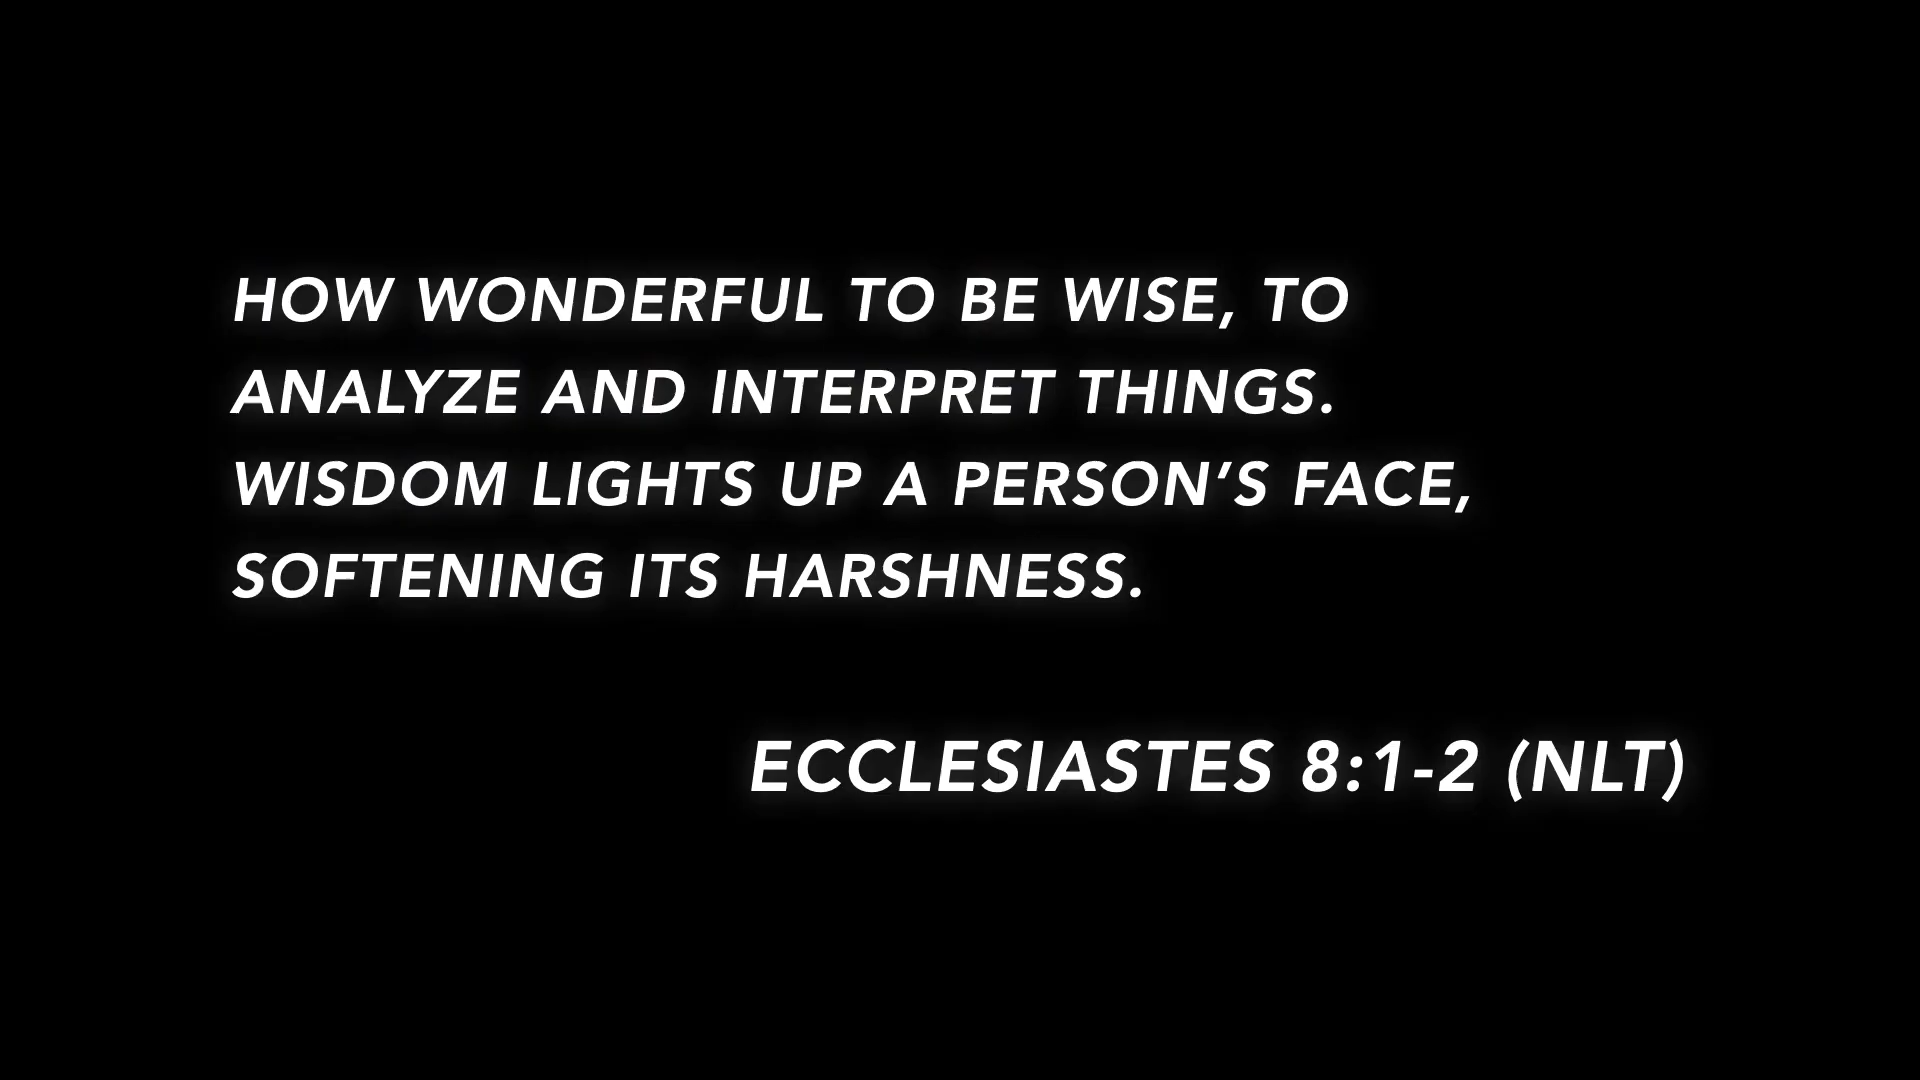 HOW WONDERFUL TO BE WISE, TO
ANALYZE AND INTERPRET THINGS.
WISDOM LIGHTS UP A PERSON’S FACE,
SOFTENING ITS HARSHNESS.
ECCLESIASTES 8:1-2 (NLT)